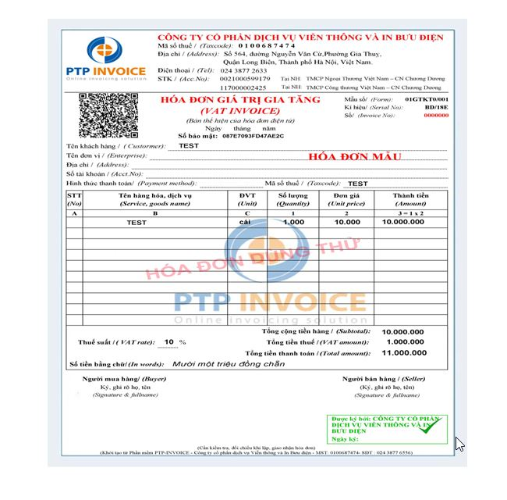 CÔNG TY CỔ PHẦN DỊCH VỤ VIỄN THÔNG VÀ IN BƯU ĐIỆN
Mã số thuế / (Taxcode): 0 1 0 0 6 8 7 4 7 4
Địa chỉ / (Address): Số 564, đường Nguyễn Văn Cừ, Phường Gia Thuỵ,
Quận Long Biên, Thành phố Hà Nội, Việt Nam.
Điện thoại / (Tel): 024 3877 2633
STK / (Acc.No): 0021000599179 Tại NH: TMCP Ngoại Thương Việt Nam – CN Chương Dương
117000002425 Tại NH: TMCP Công thương Việt Nam – CN Chương Dương
PTP INVOICE
Online invoicing solution
HÓA ĐƠN GIÁ TRỊ GIA TĂNG
(VAT INVOICE)
(Bản thể hiện của hóa đơn điện tử)
Ngày tháng năm
Số bảo mật: 087E7093FD47AE2C
Mẫu số/ (Form): 01GTKT0/001
Kí hiệu/ (Serial No): BD/18E
Số/ (Invoice No): 0000000
Tên khách hàng / ( Customer): TEST
Tên đơn vị / (Enterprise):
HÓA ĐƠN MẪU
Địa chỉ / (Address):
Số tài khoản / (Acct.No):
Hình thức thanh toán/ (Payment method): Mã số thuế / (Taxcode): TEST
STT Tên hàng hóa, dịch vụ ĐVT Số lượng Đơn giá Thành tiền
(No) (Service, goods name) (Unit) (Quantity) (Unit price) (Amount)
A B C 1 2 3 = 1 x 2
TEST cái 1.000 10.000 10.000.000
HÓA ĐƠN DÙNG THỬ
PTP INVOICE
Online invoicing solution
Tổng cộng tiền hàng / (Subtotal): 10.000.000
Thuế suất / ( VAT rate): 10 % Tổng tiền thuế / (VAT amount): 1.000.000
Tổng tiền thanh toán / (Total amount): 11.000.000
Số tiền bằng chữ/(In words): Mười một triệu đồng chẵn
Người mua hàng/ (Buyer) Người bán hàng / (Seller)
Ký, ghi rõ họ, tên Ký, ghi rõ họ, tên
(Signature & fullname) (Signature & fullname)
Được ký bởi: CÔNG TY CỔ PHẦN
DỊCH VỤ VIỄN THÔNG VÀ IN
BƯU ĐIỆN
Ngày ký:
(Cần kiểm tra, đối chiếu khi lập, giao nhận hóa đơn)
(Khởi tạo từ Phần mềm PTP-INVOICE - Công ty cổ phần dịch vụ Viễn thông và In Bưu điện - MST: 0100687474- SĐT : 024 3877 6556)